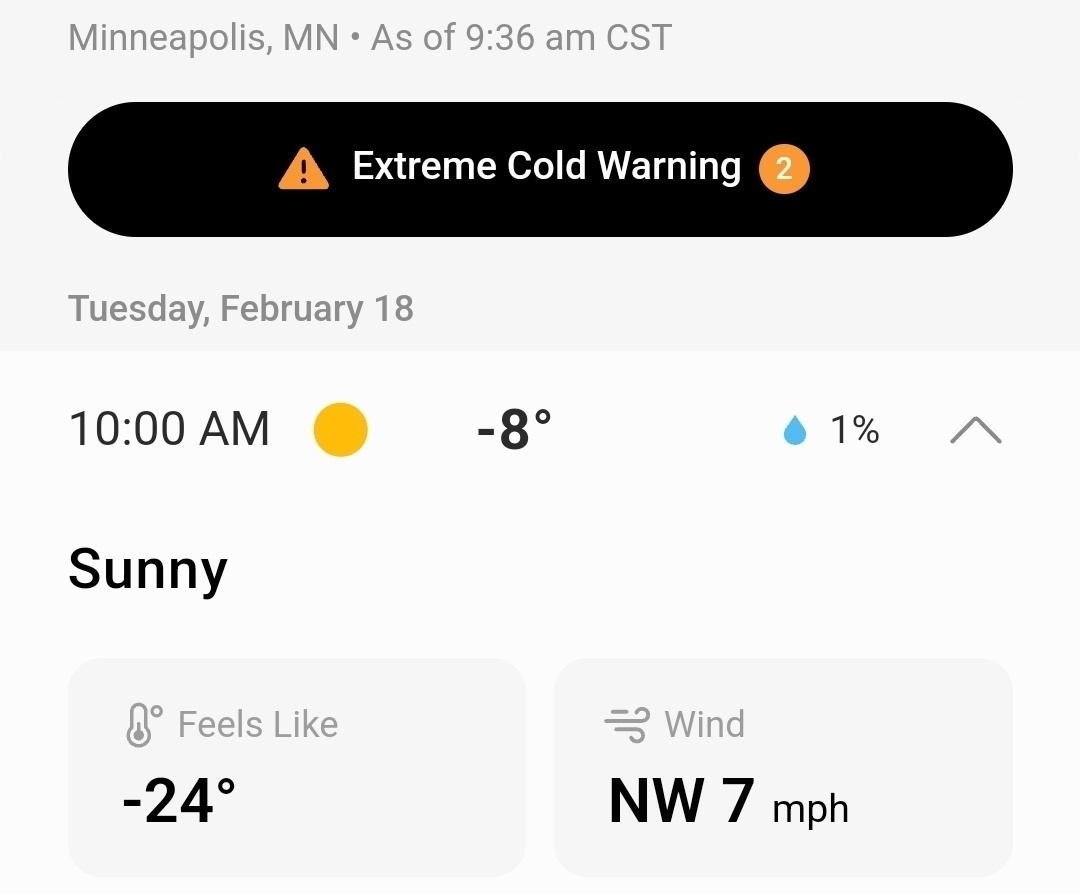 Minneapolis, MN • As of 9:36 am CST
Extreme Cold Warning 2
Tuesday, February 18
10:00 AM -8° 1%
Sunny
Feels Like
-24°
Wind
NW 7 mph